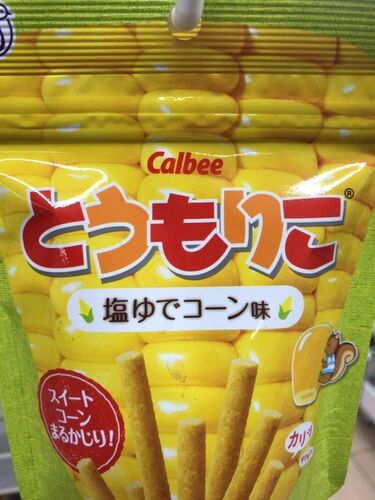 Calbee
とうもりこ®
塩ゆでコーン味
スイート
コーン
まるかじり!
カリッ